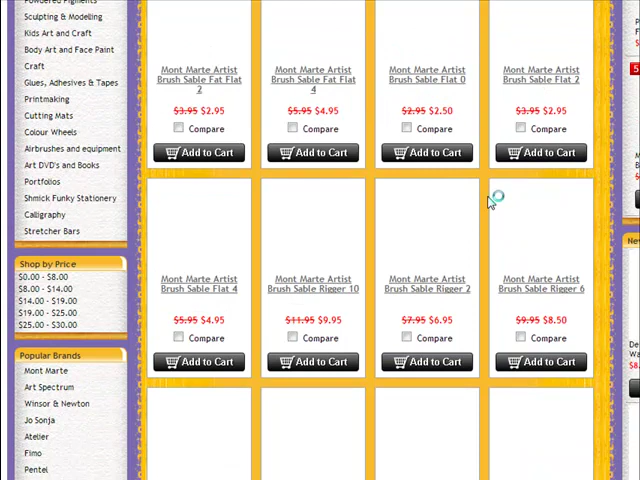 Powdered Pigments
Sculpting & Modelling
Kids Art and Craft
Body Art and Face Paint
Craft
Glues, Adhesives & Tapes
Printmaking
Cutting Mats
Colour Wheels
Airbrushes and equipment
Art DVD's and Books
Portfolios
Shmick Funky Stationery
Calligraphy
Stretcher Bars
Shop by Price
$0.00 - $8.00
$8.00 - $14.00
$14.00 - $19.00
$19.00 - $25.00
$25.00 - $30.00
Popular Brands
Mont Marte
Art Spectrum
Winsor & Newton
Jo Sonja
Atelier
Fimo
Pentel
Mont Marte Artist
Brush Sable Fat Flat
2
$3.95 $2.95
Compare
Add to Cart
Mont Marte Artist
Brush Sable Fat Flat
4
$5.95 $4.95
Compare
Add to Cart
Mont Marte Artist
Brush Sable Flat 0
$2.95 $2.50
Compare
Add to Cart
Mont Marte Artist
Brush Sable Flat 2
$3.95 $2.95
Compare
Add to Cart
Mont Marte Artist
Brush Sable Flat 4
$5.95 $4.95
Compare
Add to Cart
Mont Marte Artist
Brush Sable Rigger 10
$11.95 $9.95
Compare
Add to Cart
Mont Marte Artist
Brush Sable Rigger 2
$7.95 $6.95
Compare
Add to Cart
Mont Marte Artist
Brush Sable Rigger 6
$9.95 $8.50
Compare
Add to Cart